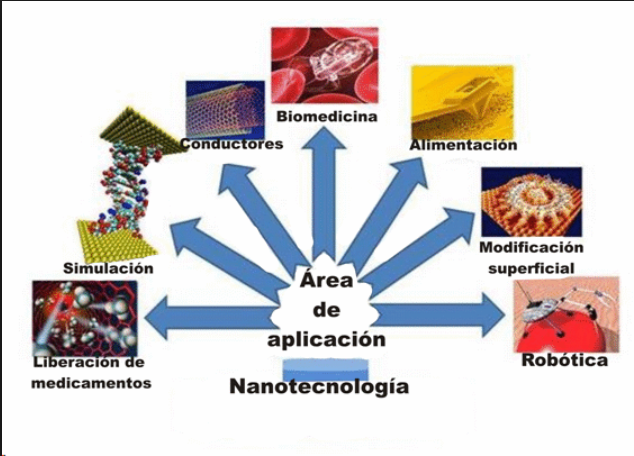 Biomedicina
Conductores
Alimentación
Modificación
superficial
Simulación
Área
de
aplicación
Liberación de
medicamentos
Robótica
Nanotecnología